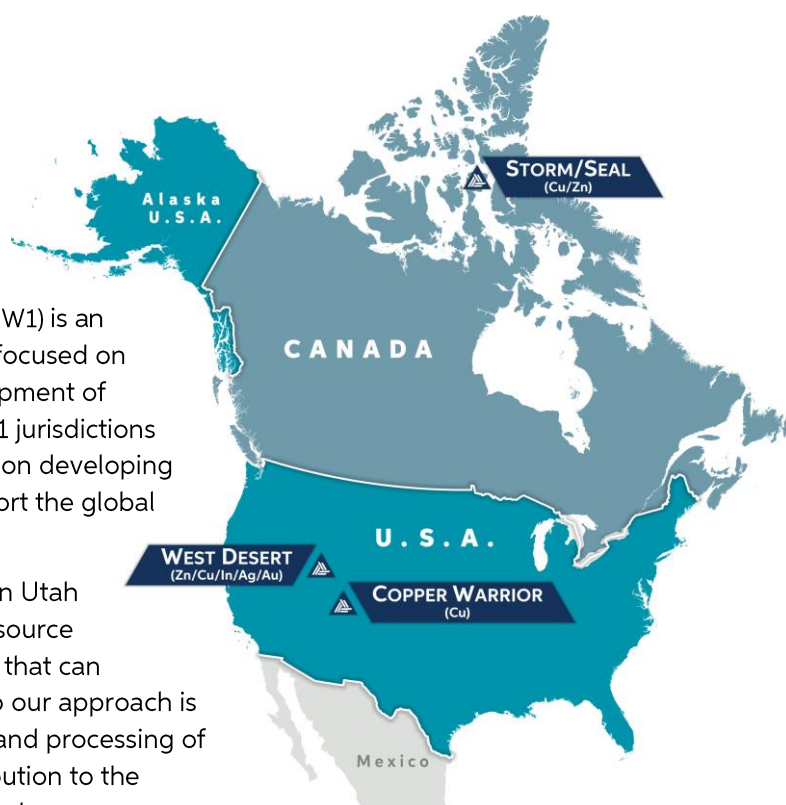 STORM/SEAL
(Cu/Zn)
Alaska
U.S.A.
W1) is an
focused on
pment of
1 jurisdictions
on developing
ort the global
CANADA
U.S.A.
WEST DESERT
(Zn/Cu/In/Ag/Au)
COPPER WARRIOR
(Cu)
n Utah
source
that can
o our approach is
and processing of
bution to the
Mexico